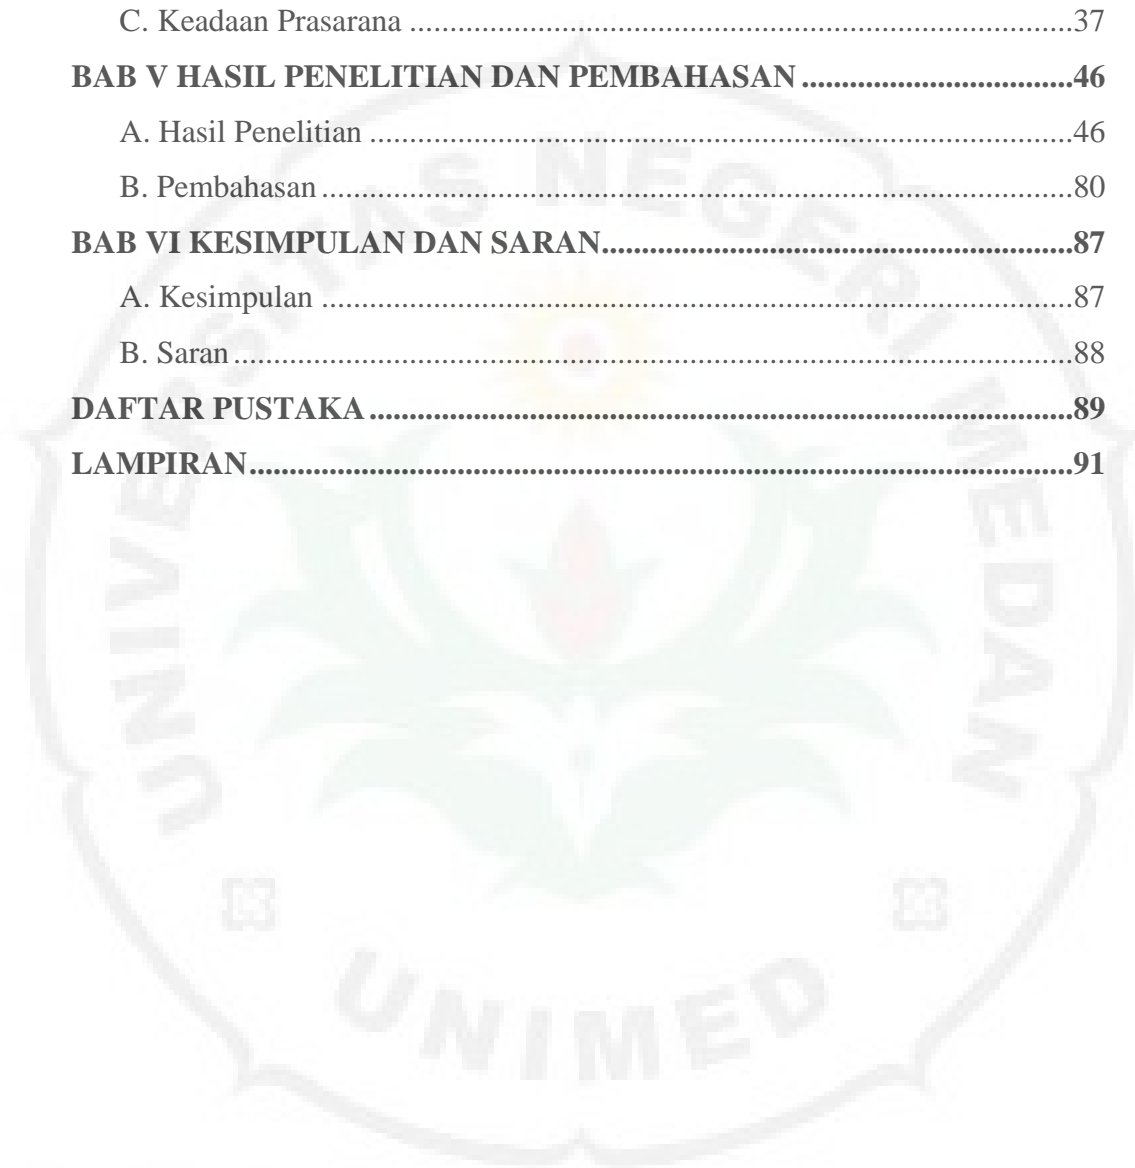 C. Keadaan Prasarana ....................................................................................37
BAB V HASIL PENELITIAN DAN PEMBAHASAN .................................46
A. Hasil Penelitian .........................................................................................46
B. Pembahasan ...............................................................................................80
BAB VI KESIMPULAN DAN SARAN.........................................................87
A. Kesimpulan ...............................................................................................87
B. Saran..........................................................................................................88
DAFTAR PUSTAKA ......................................................................................89
LAMPIRAN.....................................................................................................91
UNIVERSITAS NEGERI MEDAN
UNIMED